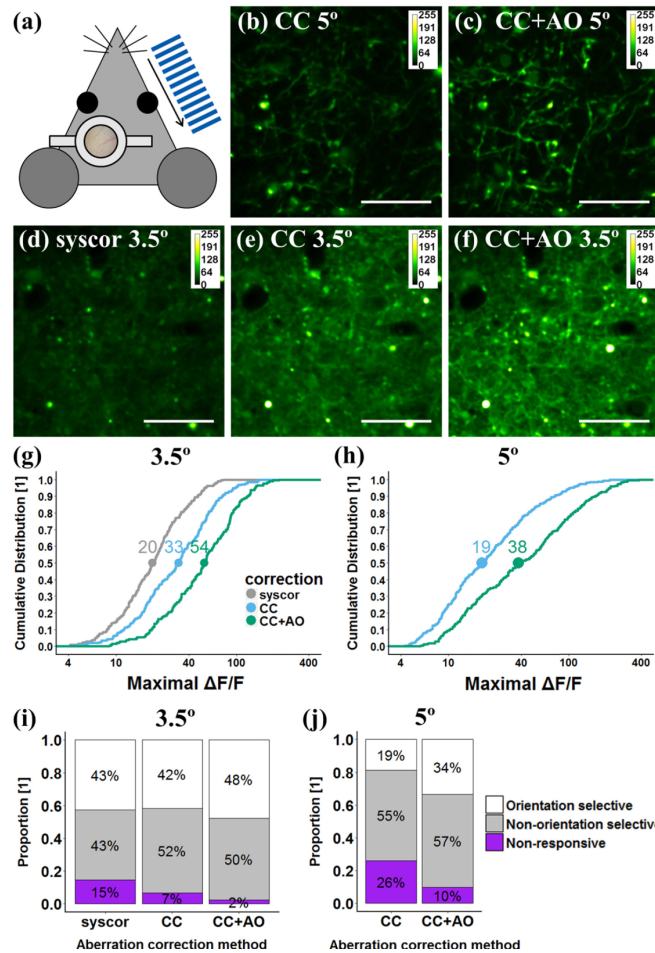 (a)
(b) CC 5º
255
191
128
64
0
(c) CC+AO 5º
255
191
128
64
0
(d) syscor 3.5º
255
191
128
64
0
(e) CC 3.5º
255
191
128
64
0
(f) CC+AO 3.5º
255
191
128
64
0
(g) 3.5º
Cumulative Distribution [1]
1.0
0.9
0.8
0.7
0.6
0.5
0.4
0.3
0.2
0.1
0.0
20 33 54
correction
syscor
CC
CC+AO
4 10 40 100 400
Maximal ΔF/F
(h) 5º
Cumulative Distribution [1]
1.0
0.9
0.8
0.7
0.6
0.5
0.4
0.3
0.2
0.1
0.0
19 38
4 10 40 100 400
Maximal ΔF/F
(i) 3.5º
Proportion [1]
1.0
0.8
0.6
0.4
0.2
0.0
43% 42% 48%
43% 52% 50%
15% 7% 2%
syscor CC CC+AO
Aberration correction method
(j) 5º
Proportion [1]
1.0
0.8
0.6
0.4
0.2
0.0
19% 34%
55% 57%
26% 10%
CC CC+AO
Aberration correction method
Orientation selective
Non-orientation selective
Non-responsive